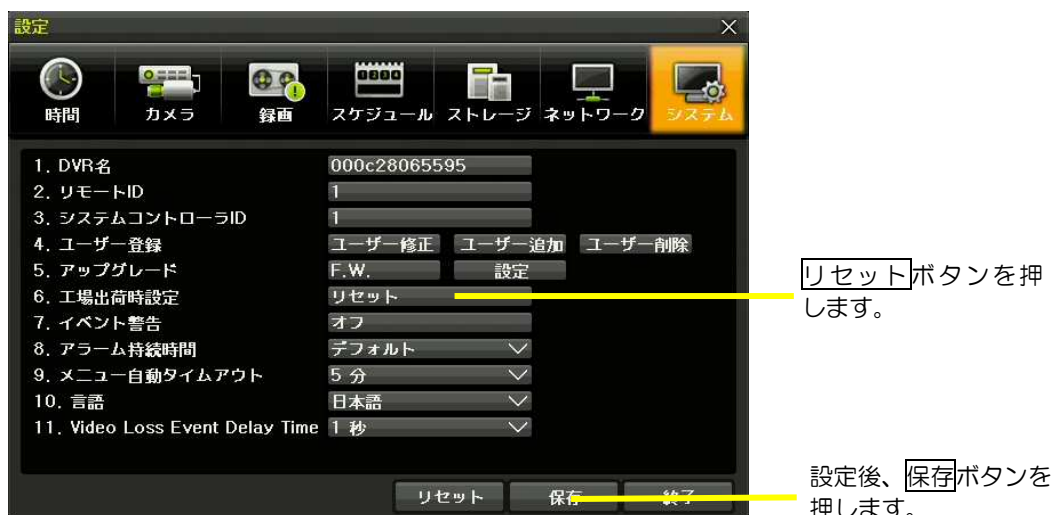 設定
時間 カメラ 録画 スケジュール ストレージ ネットワーク システム
1. DVR名 000c28065595
2. リモートID 1
3. システムコントローラID 1
4. ユーザー登録 ユーザー修正 ユーザー追加 ユーザー削除
5. アップグレード F.W. 設定
6. 工場出荷時設定 リセット
7. イベント警告 オフ
8. アラーム持続時間 デフォルト
9. メニュー自動タイムアウト 5 分
10. 言語 日本語
11. Video Loss Event Delay Time 1 秒
リセット 保存 終了
リセットボタンを押
します。
設定後、保存ボタンを
押します。